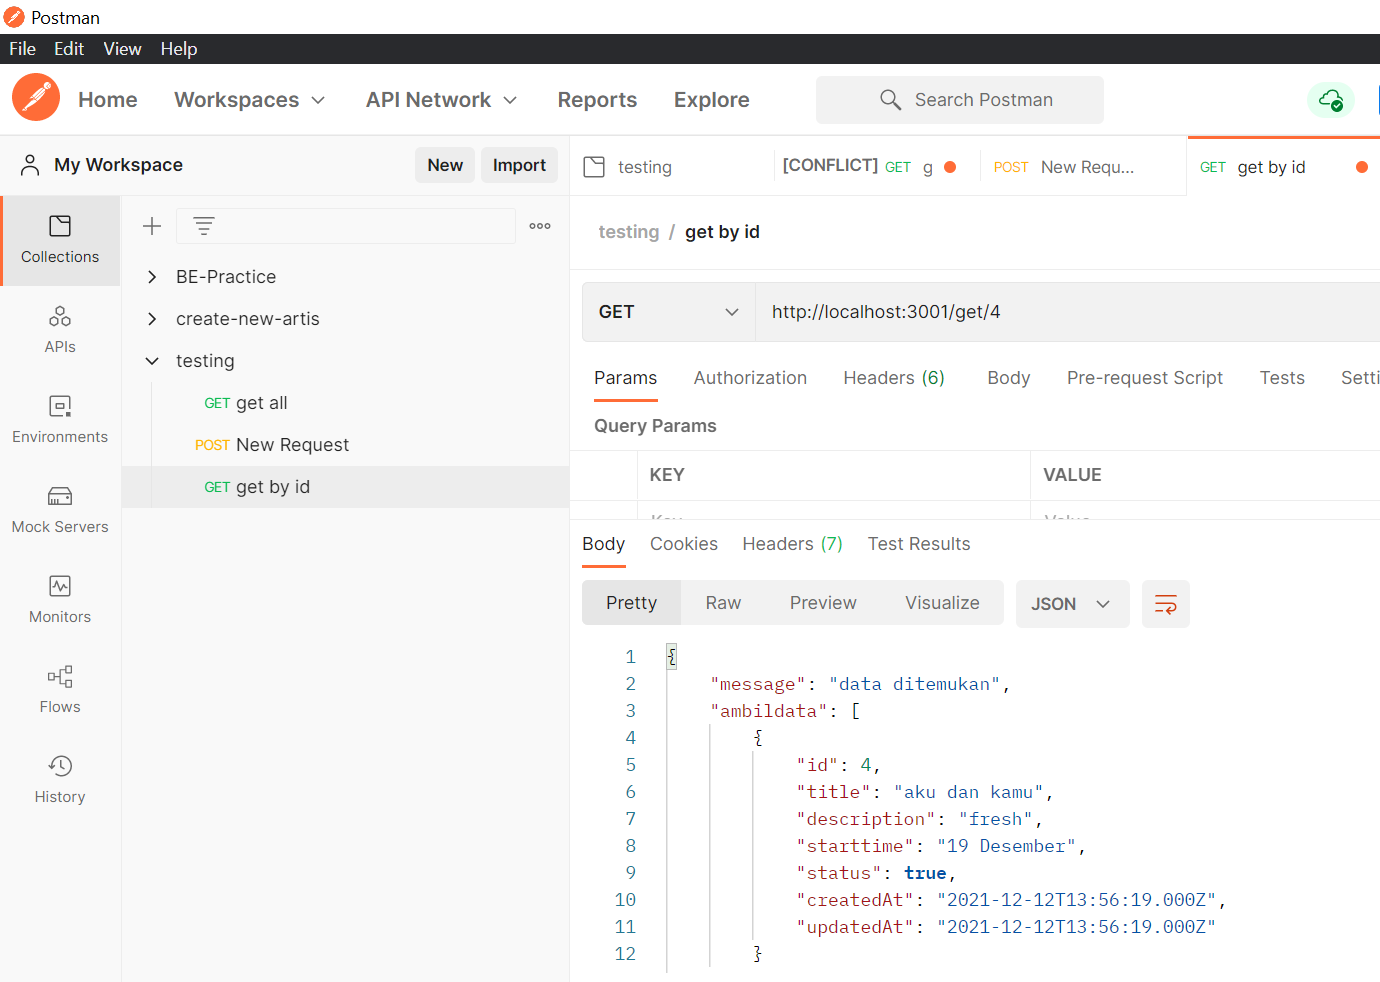 Postman
File Edit View Help
Home Workspaces API Network Reports Explore Search Postman
My Workspace New Import
testing [CONFLICT] GET g POST New Requ... GET get by id
Collections
testing / get by id
BE-Practice
create-new-artis
testing
GET get all
POST New Request
GET get by id
APIs
Environments
Mock Servers
Monitors
Flows
History
GET http://localhost:3001/get/4
Params Authorization Headers (6) Body Pre-request Script Tests Setti
Query Params
KEY VALUE
Key Value
Body Cookies Headers (7) Test Results
Pretty Raw Preview Visualize JSON
1 {
2 "message": "data ditemukan",
3 "ambildata": [
4 {
5 "id": 4,
6 "title": "aku dan kamu",
7 "description": "fresh",
8 "starttime": "19 Desember",
9 "status": true,
10 "createdAt": "2021-12-12T13:56:19.000Z",
11 "updatedAt": "2021-12-12T13:56:19.000Z"
12 }